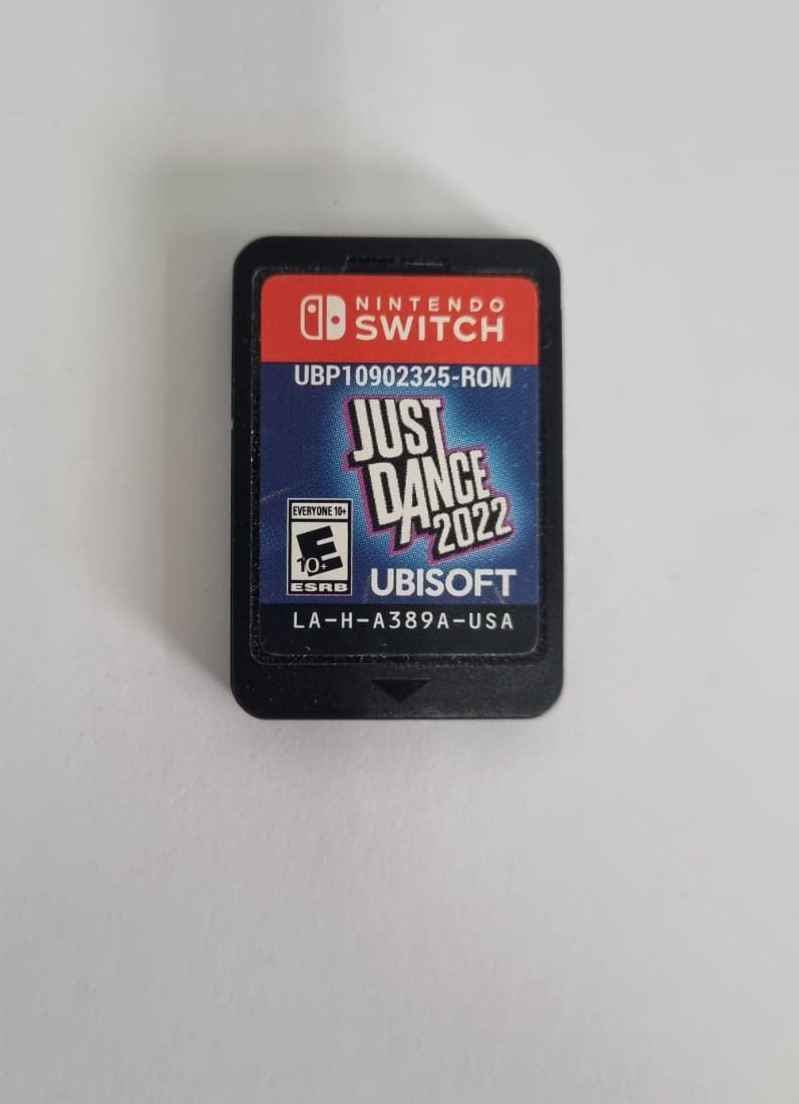 NINTENDO
SWITCH
UBP10902325-ROM
JUST
DANCE
2022
EVERYONE 10+
E
10+
ESRB
UBISOFT
LA-H-A389A-USA